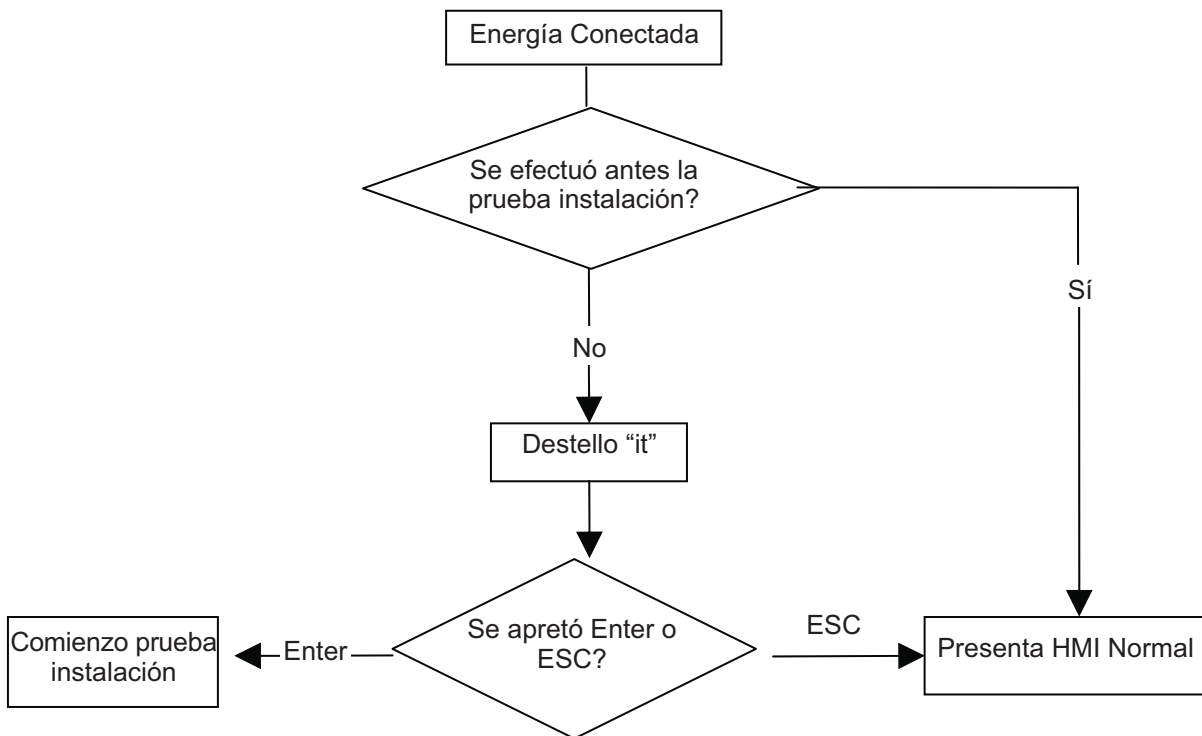 Energía Conectada
Se efectuó antes la
prueba instalación?
Sí
No
Destello “it”
Se apretó Enter o
ESC?
Enter
Comienzo prueba
instalación
ESC
Presenta HMI Normal